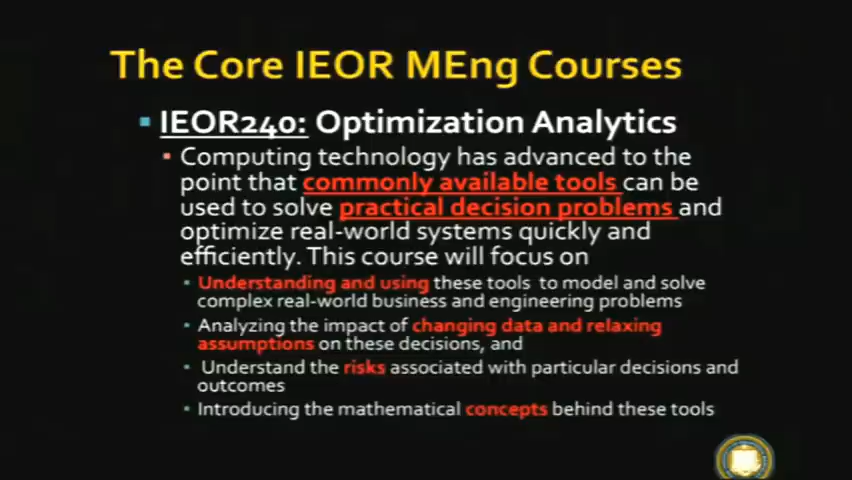 The Core IEOR MEng Courses
IEOR240: Optimization Analytics
Computing technology has advanced to the
point that commonly available tools can be
used to solve practical decision problems and
optimize real-world systems quickly and
efficiently. This course will focus on
Understanding and using these tools to model and solve
complex real-world business and engineering problems
Analyzing the impact of changing data and relaxing
assumptions on these decisions, and
Understand the risks associated with particular decisions and
outcomes
Introducing the mathematical concepts behind these tools